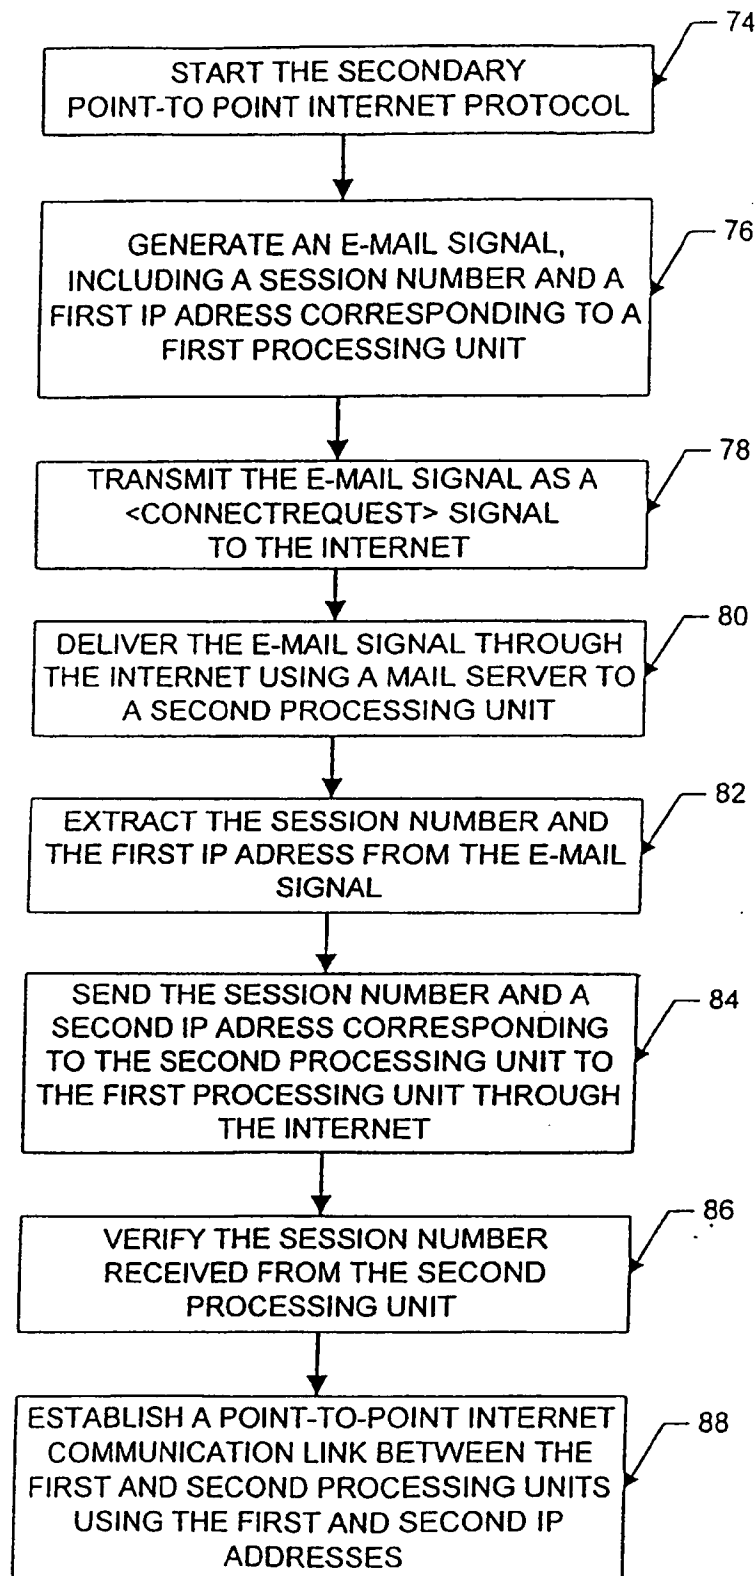 74
START THE SECONDARY
POINT-TO POINT INTERNET PROTOCOL
76
GENERATE AN E-MAIL SIGNAL,
INCLUDING A SESSION NUMBER AND A
FIRST IP ADRESS CORRESPONDING TO A
FIRST PROCESSING UNIT
78
TRANSMIT THE E-MAIL SIGNAL AS A
<CONNECTREQUEST> SIGNAL
TO THE INTERNET
80
DELIVER THE E-MAIL SIGNAL THROUGH
THE INTERNET USING A MAIL SERVER TO
A SECOND PROCESSING UNIT
82
EXTRACT THE SESSION NUMBER AND
THE FIRST IP ADRESS FROM THE E-MAIL
SIGNAL
84
SEND THE SESSION NUMBER AND A
SECOND IP ADRESS CORRESPONDING
TO THE SECOND PROCESSING UNIT TO
THE FIRST PROCESSING UNIT THROUGH
THE INTERNET
86
VERIFY THE SESSION NUMBER
RECEIVED FROM THE SECOND
PROCESSING UNIT
88
ESTABLISH A POINT-TO-POINT INTERNET
COMMUNICATION LINK BETWEEN THE
FIRST AND SECOND PROCESSING UNITS
USING THE FIRST AND SECOND IP
ADDRESSES